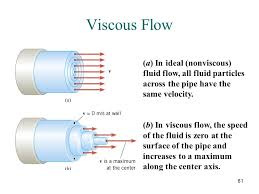 Viscous Flow
(a) In ideal (nonviscous)
fluid flow, all fluid particles
across the pipe have the
same velocity.
v
(a)
v = 0 m/s at wall
(b) In viscous flow, the speed
of the fluid is zero at the
surface of the pipe and
increases to a maximum
along the center axis.
v is a maximum
at the center
(b)
61